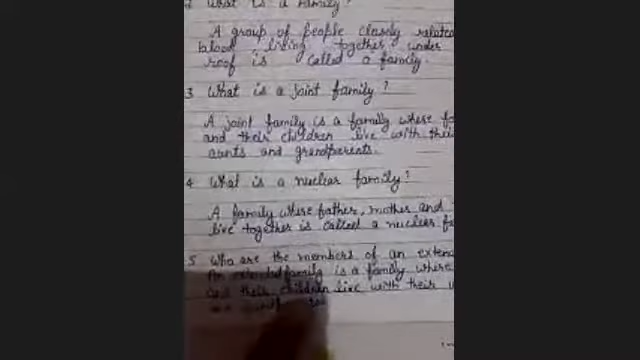 2 What is a family?
A group of people closely related
blood, living together under
roof is called a family.
3 What is a joint family?
A joint family is a family where
and their children live with their
aunts and grandparents.
4 What is a nuclear family?
A family where father, mother and
live together is called a nuclear
5 Who are the members of an
An extended family is a family where
and their children live with their